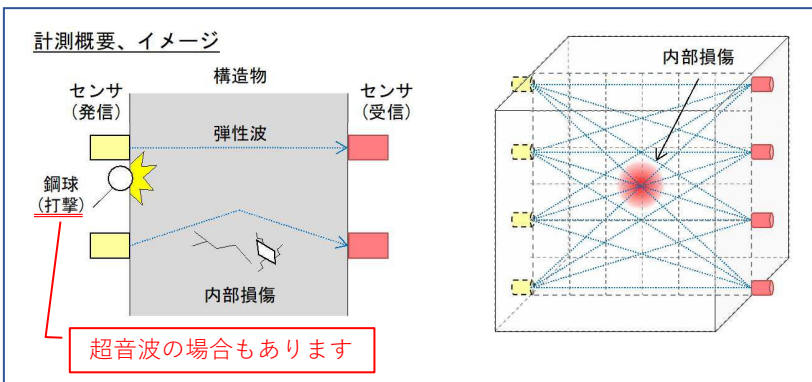 計測概要、イメージ
構造物
センサ
(発信)
センサ
(受信)
弾性波
鋼球
(打撃)
内部損傷
超音波の場合もあります
内部損傷